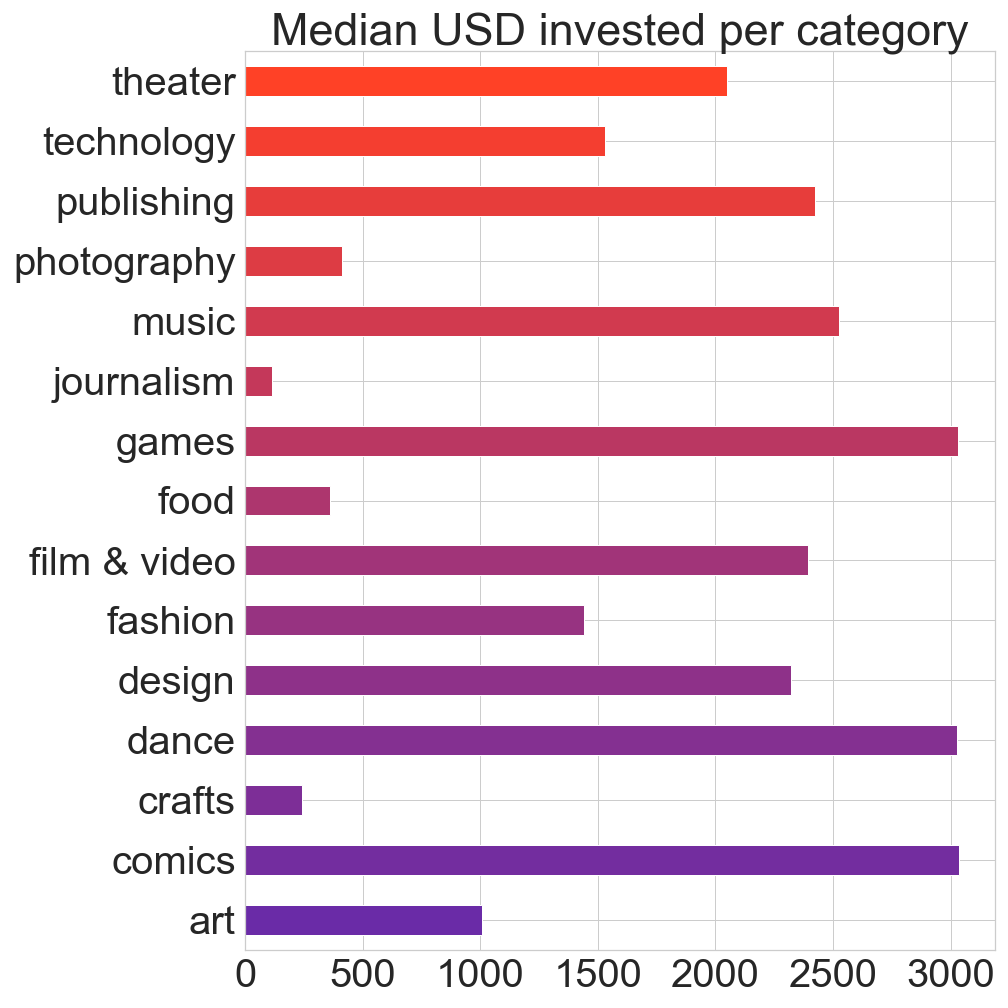 Median USD invested per category
theater
technology
publishing
photography
music
journalism
games
food
film & video
fashion
design
dance
crafts
comics
art
0 500 1000 1500 2000 2500 3000